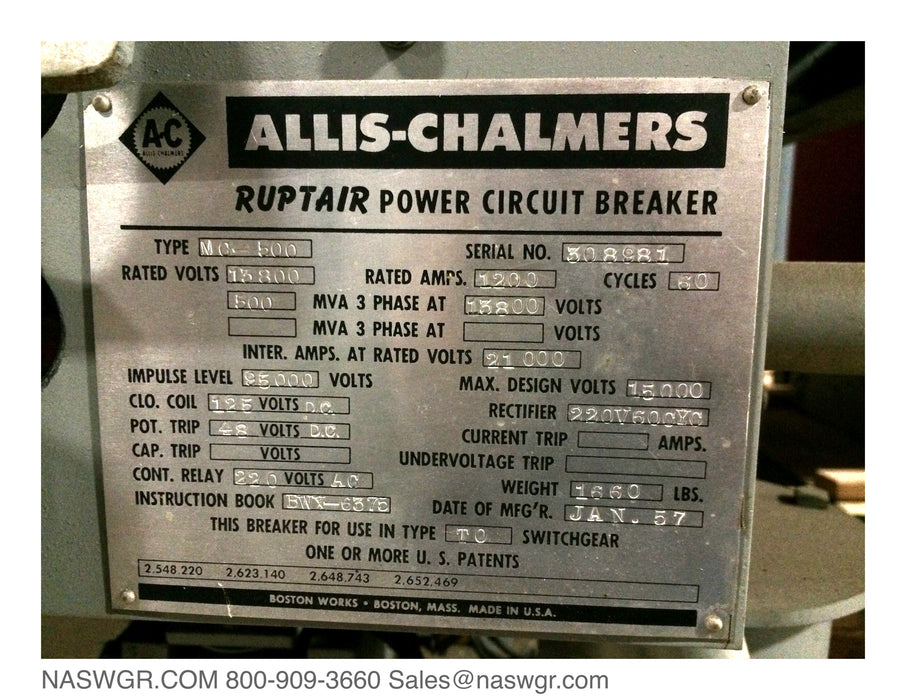 A-C
ALLIS-CHALMERS
ALLIS-CHALMERS
RUPTAIR POWER CIRCUIT BREAKER
TYPE MC-500 SERIAL NO. 308981
RATED VOLTS 13800 RATED AMPS. 1200 CYCLES 60
500 MVA 3 PHASE AT 13800 VOLTS
MVA 3 PHASE AT VOLTS
INTER. AMPS. AT RATED VOLTS 21000
IMPULSE LEVEL 95000 VOLTS MAX. DESIGN VOLTS 15000
CLO. COIL 125 VOLTS D.C. RECTIFIER 220V60CYC
POT. TRIP 48 VOLTS D.C. CURRENT TRIP AMPS.
CAP. TRIP VOLTS UNDERVOLTAGE TRIP
CONT. RELAY 220 VOLTS AC WEIGHT 1660 LBS.
INSTRUCTION BOOK BWX-6375 DATE OF MFG'R. JAN. 57
THIS BREAKER FOR USE IN TYPE SWITCHGEAR
ONE OR MORE U. S. PATENTS
2.548.220 2.623.140 2.648.743 2.652.469
BOSTON WORKS • BOSTON, MASS. MADE IN U.S.A.
NASWGR.COM 800-909-3660 Sales@naswgr.com